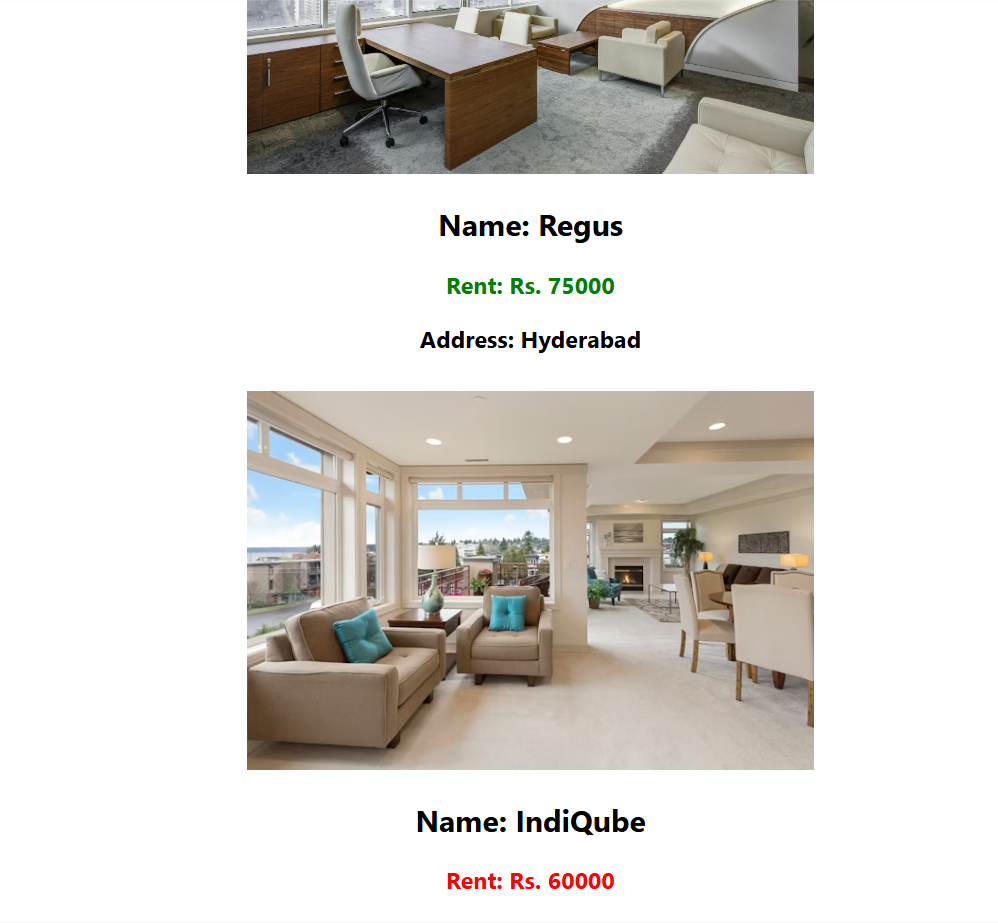 Name: Regus
Rent: Rs. 75000
Address: Hyderabad
Name: IndiQube
Rent: Rs. 60000